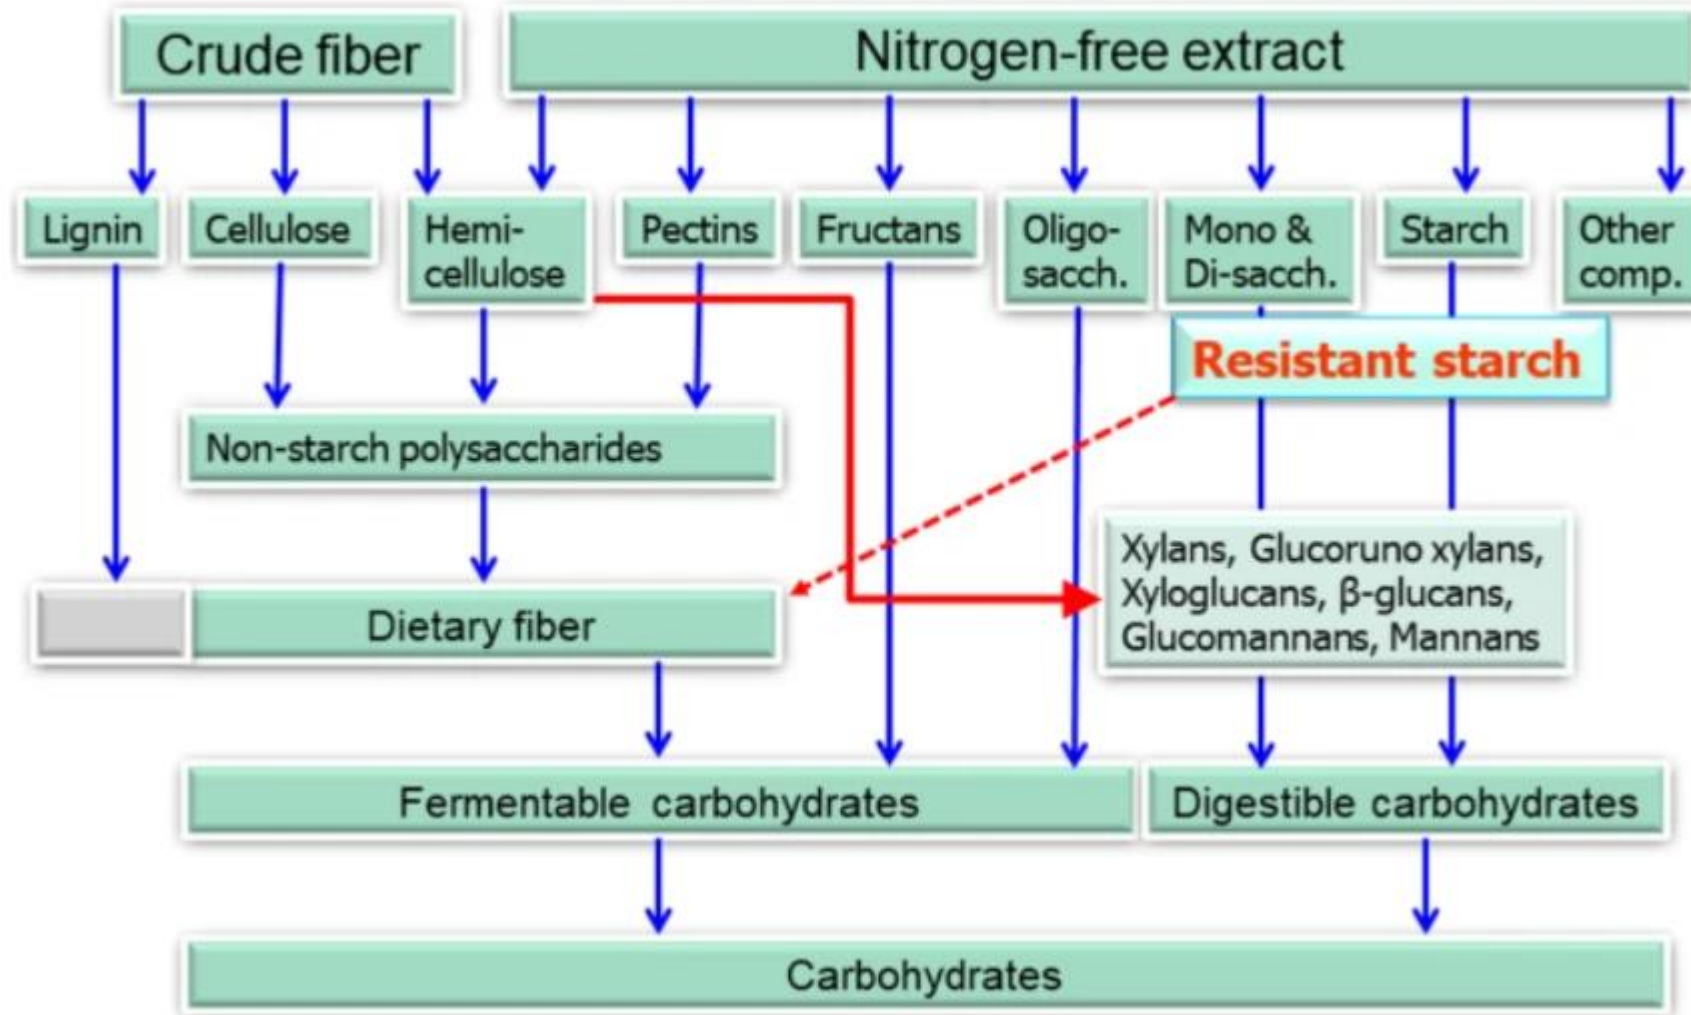 Crude fiber
Nitrogen-free extract
Lignin
Cellulose
Hemi-
cellulose
Pectins
Fructans
Oligo-
sacch.
Mono &
Di-sacch.
Starch
Other
comp.
Resistant starch
Non-starch polysaccharides
Xylans, Glucoruno xylans,
Xyloglucans, β-glucans,
Glucomannans, Mannans
Dietary fiber
Fermentable carbohydrates
Digestible carbohydrates
Carbohydrates